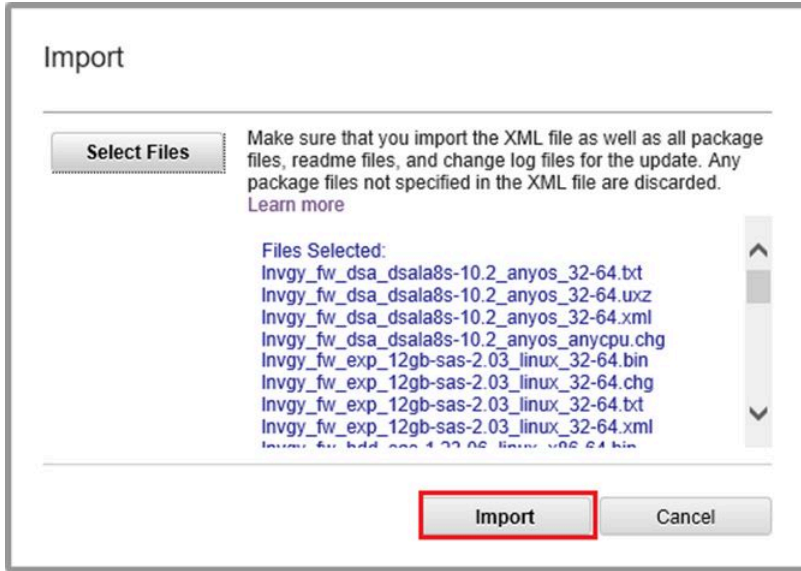 Import
Select Files
Make sure that you import the XML file as well as all package
files, readme files, and change log files for the update. Any
package files not specified in the XML file are discarded.
Learn more
Files Selected:
lnvgy_fw_dsa_dsala8s-10.2_anyos_32-64.txt
lnvgy_fw_dsa_dsala8s-10.2_anyos_32-64.uxz
lnvgy_fw_dsa_dsala8s-10.2_anyos_32-64.xml
lnvgy_fw_dsa_dsala8s-10.2_anyos_anycpu.chg
lnvgy_fw_exp_12gb-sas-2.03_linux_32-64.bin
lnvgy_fw_exp_12gb-sas-2.03_linux_32-64.chg
lnvgy_fw_exp_12gb-sas-2.03_linux_32-64.txt
lnvgy_fw_exp_12gb-sas-2.03_linux_32-64.xml
Import
Cancel